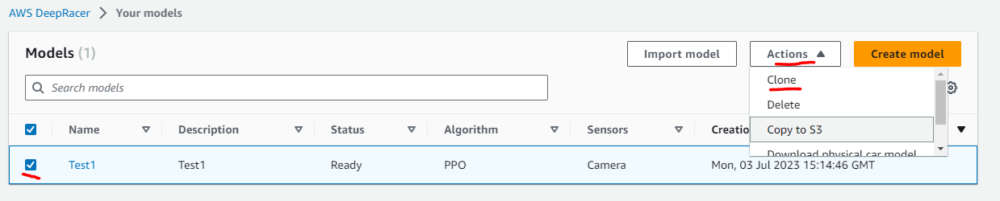 AWS DeepRacer > Your models
Models (1)
Import model
Actions
Create model
Search models
Clone
Delete
Copy to S3
Download physical car model
Name Description Status Algorithm Sensors Creatio
Test1 Test1 Ready PPO Camera Mon, 03 Jul 2023 15:14:46 GMT